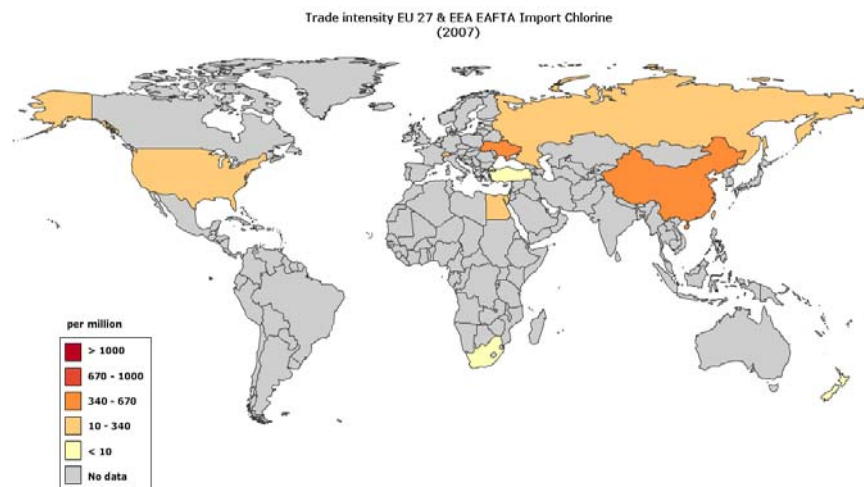 Trade intensity EU 27 & EEA EAFTA Import Chlorine
(2007)
per million
> 1000
670 - 1000
340 - 670
10 - 340
< 10
No data